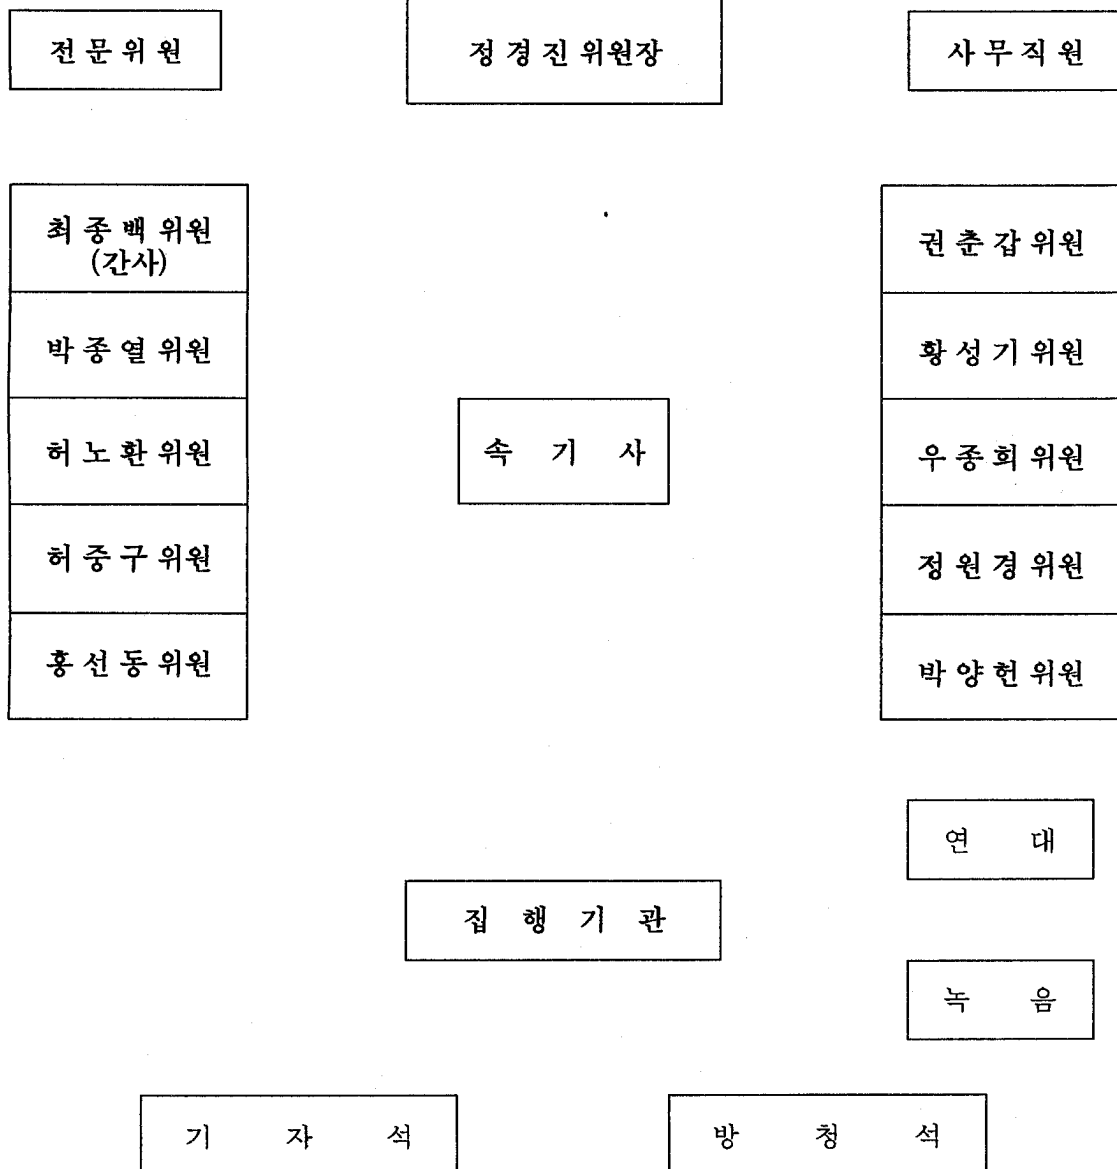 전 문 위 원
정 경 진 위원장
사 무 직 원
최 종 백 위원
(간사)
박 종 열 위원
허 노 환 위원
허 중 구 위원
홍 선 동 위원
속 기 사
권 춘 갑 위원
황 성 기 위원
우 종 희 위원
정 원 경 위원
박 양 헌 위원
연 대
집 행 기 관
녹 음
기 자 석
방 청 석